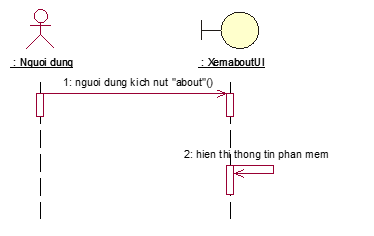 : Nguoi dung
: XemaboutUI
1: nguoi dung kich nut "about"()
2: hien thi thong tin phan mem